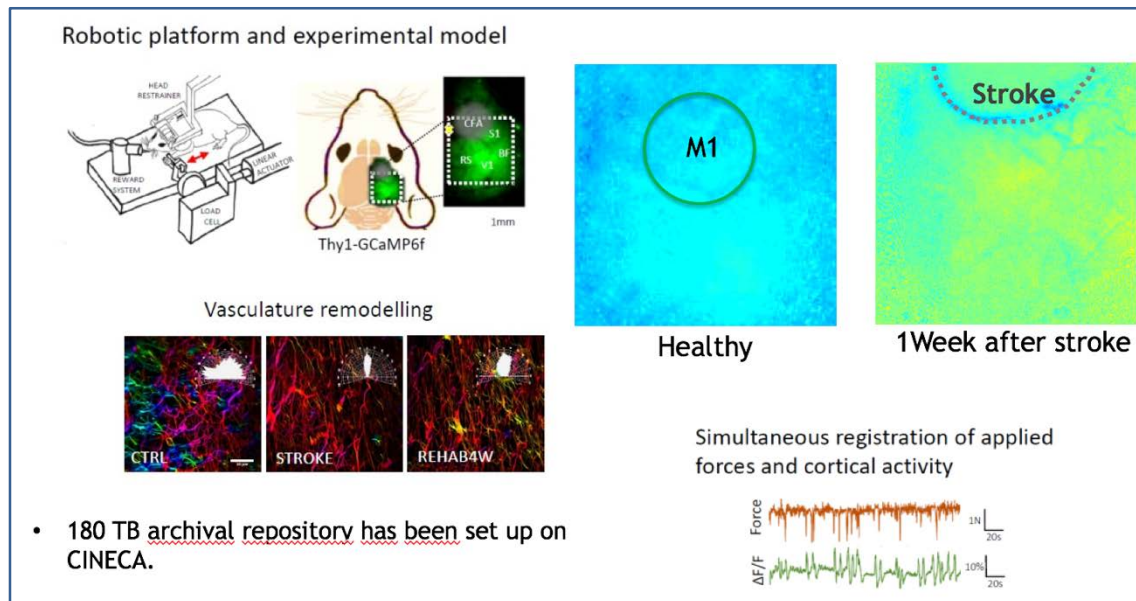 Robotic platform and experimental model
HEAD
RESTRAINER
REWARD
SYSTEM
LINEAR
ACTUATOR
LOAD
CELL
CFA
S1
RS
BF
V1
1mm
Thy1-GCaMP6f
M1
Healthy
Stroke
1Week after stroke
Vasculature remodelling
CTRL
STROKE
REHAB4W
Simultaneous registration of applied
forces and cortical activity
Force
1N
20s
ΔF/F
10%
20s
• 180 TB archival repository has been set up on
CINECA.